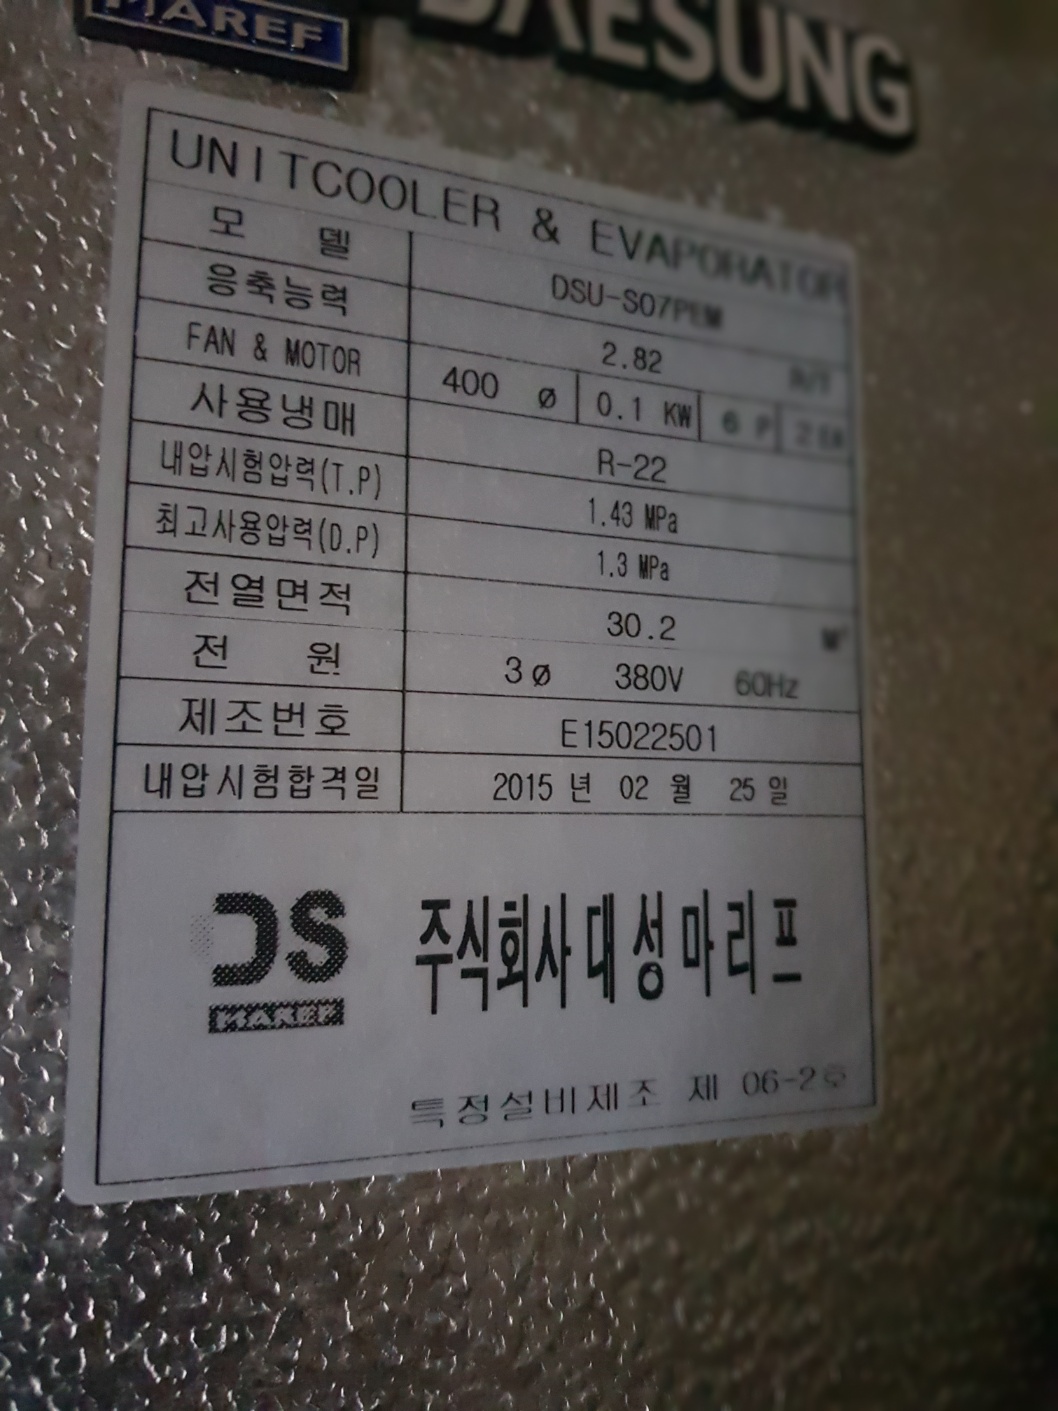 MAREF
DAESUNG
UNITCOOLER & EVAPORATOR
모 델 DSU-S07PEM
응축능력 2.82
FAN & MOTOR 400 ø 0.1 KW 6 P
사용냉매 R-22
내압시험압력(T.P) 1.43 MPa
최고사용압력(D.P) 1.3 MPa
전열면적 30.2 M²
전 원 3ø 380V 60Hz
제조번호 E15022501
내압시험합격일 2015 년 02 월 25 일
DS 주식회사대성마리프
MAREF
특정설비제조 제 06-2호